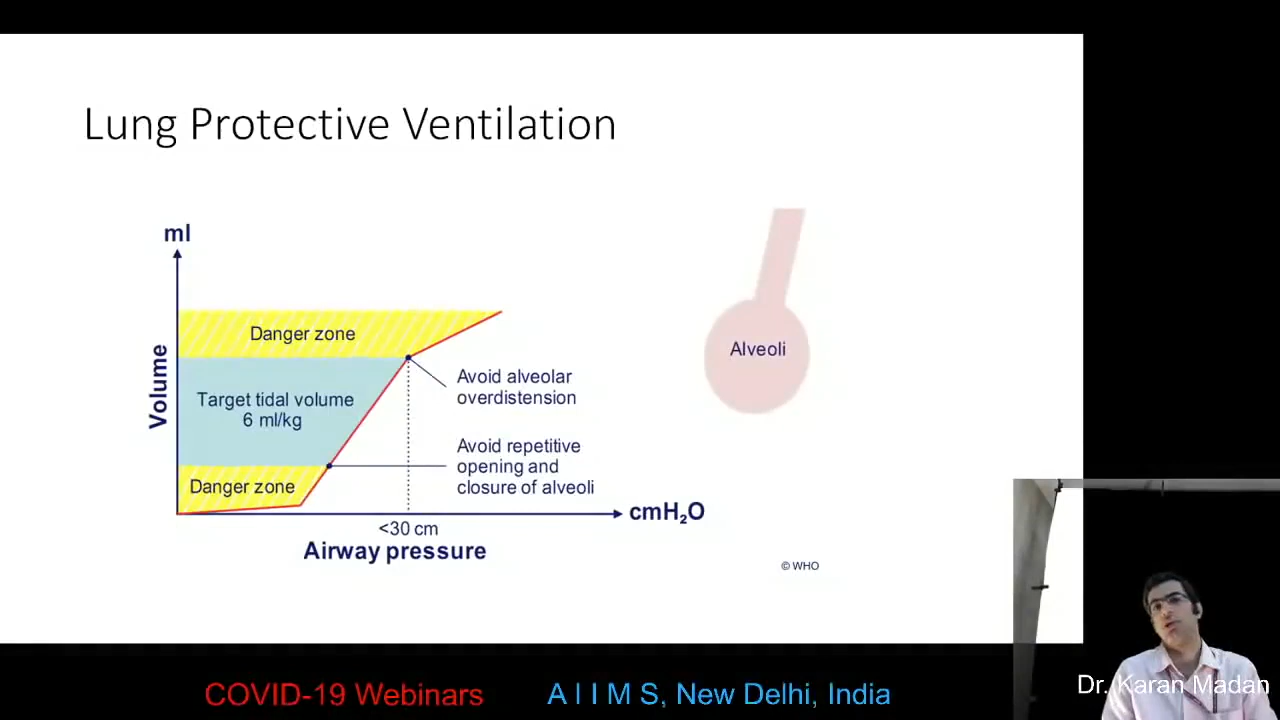 Lung Protective Ventilation
ml
Volume
Danger zone
Target tidal volume
6 ml/kg
Danger zone
Avoid alveolar
overdistension
Avoid repetitive
opening and
closure of alveoli
<30 cm
cmH₂O
Airway pressure
Alveoli
© WHO
COVID-19 Webinars
A I I M S, New Delhi, India
Dr. Karan Madan